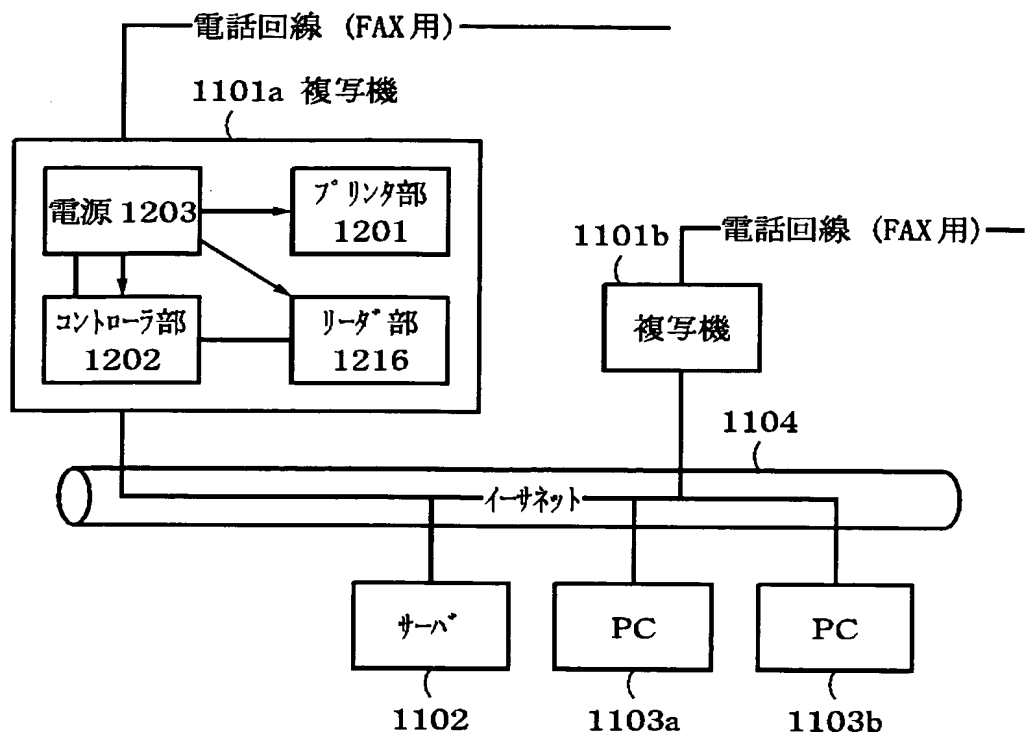 電話回線 (FAX用)
1101a 複写機
電源 1203
プリンタ部
1201
コントローラ部
1202
リーダ部
1216
電話回線 (FAX用)
1101b
複写機
1104
イーサネット
サーバ
PC
PC
1102
1103a
1103b